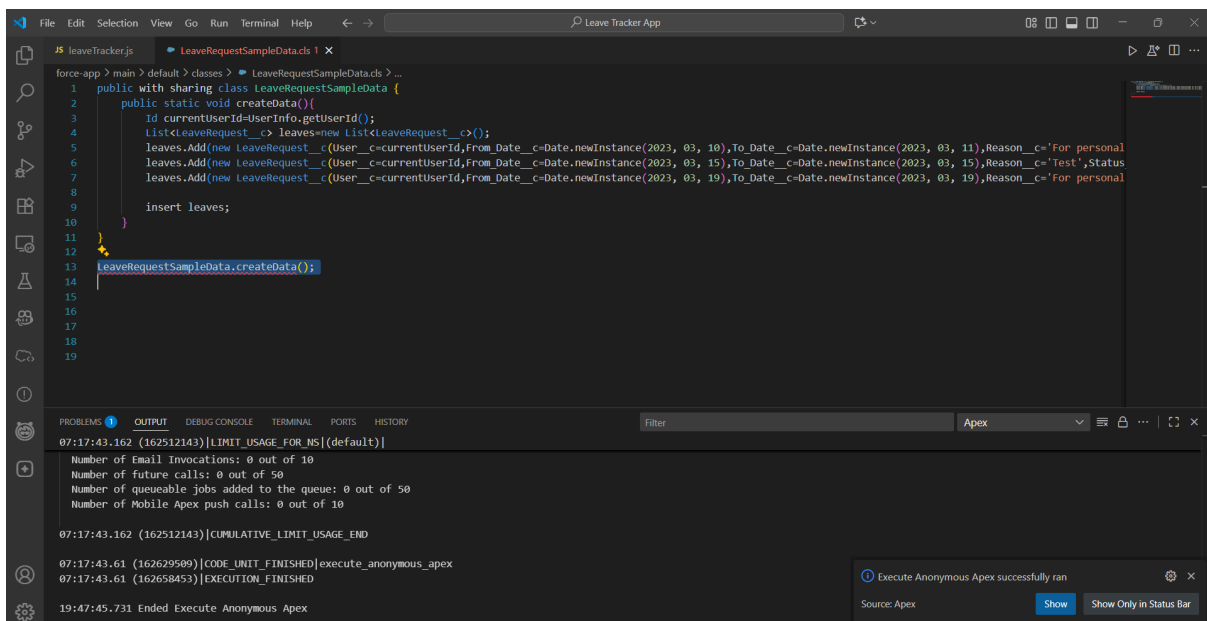 File Edit Selection View Go Run Terminal Help
Leave Tracker App
JS leaveTracker.js
LeaveRequestSampleData.cls 1
force-app > main > default > classes > LeaveRequestSampleData.cls > ...
1 public with sharing class LeaveRequestSampleData {
2 public static void createData(){
3 Id currentUserId=UserInfo.getUserId();
4 List<LeaveRequest__c> leaves=new List<LeaveRequest__c>();
5 leaves.Add(new LeaveRequest__c(User__c=currentUserId,From_Date__c=Date.newInstance(2023, 03, 10),To_Date__c=Date.newInstance(2023, 03, 11),Reason__c='For personal
6 leaves.Add(new LeaveRequest__c(User__c=currentUserId,From_Date__c=Date.newInstance(2023, 03, 15),To_Date__c=Date.newInstance(2023, 03, 15),Reason__c='Test',Status
7 leaves.Add(new LeaveRequest__c(User__c=currentUserId,From_Date__c=Date.newInstance(2023, 03, 19),To_Date__c=Date.newInstance(2023, 03, 19),Reason__c='For personal
8
9 insert leaves;
10 }
11 }
12
13 LeaveRequestSampleData.createData();
14
15
16
17
18
19
PROBLEMS 1 OUTPUT DEBUG CONSOLE TERMINAL PORTS HISTORY
Filter
Apex
07:17:43.162 (162512143)|LIMIT_USAGE_FOR_NS|(default)|
Number of Email Invocations: 0 out of 10
Number of future calls: 0 out of 50
Number of queueable jobs added to the queue: 0 out of 50
Number of Mobile Apex push calls: 0 out of 10
07:17:43.162 (162512143)|CUMULATIVE_LIMIT_USAGE_END
07:17:43.61 (162629509)|CODE_UNIT_FINISHED|execute_anonymous_apex
07:17:43.61 (162658453)|EXECUTION_FINISHED
19:47:45.731 Ended Execute Anonymous Apex
Execute Anonymous Apex successfully ran
Source: Apex
Show
Show Only in Status Bar